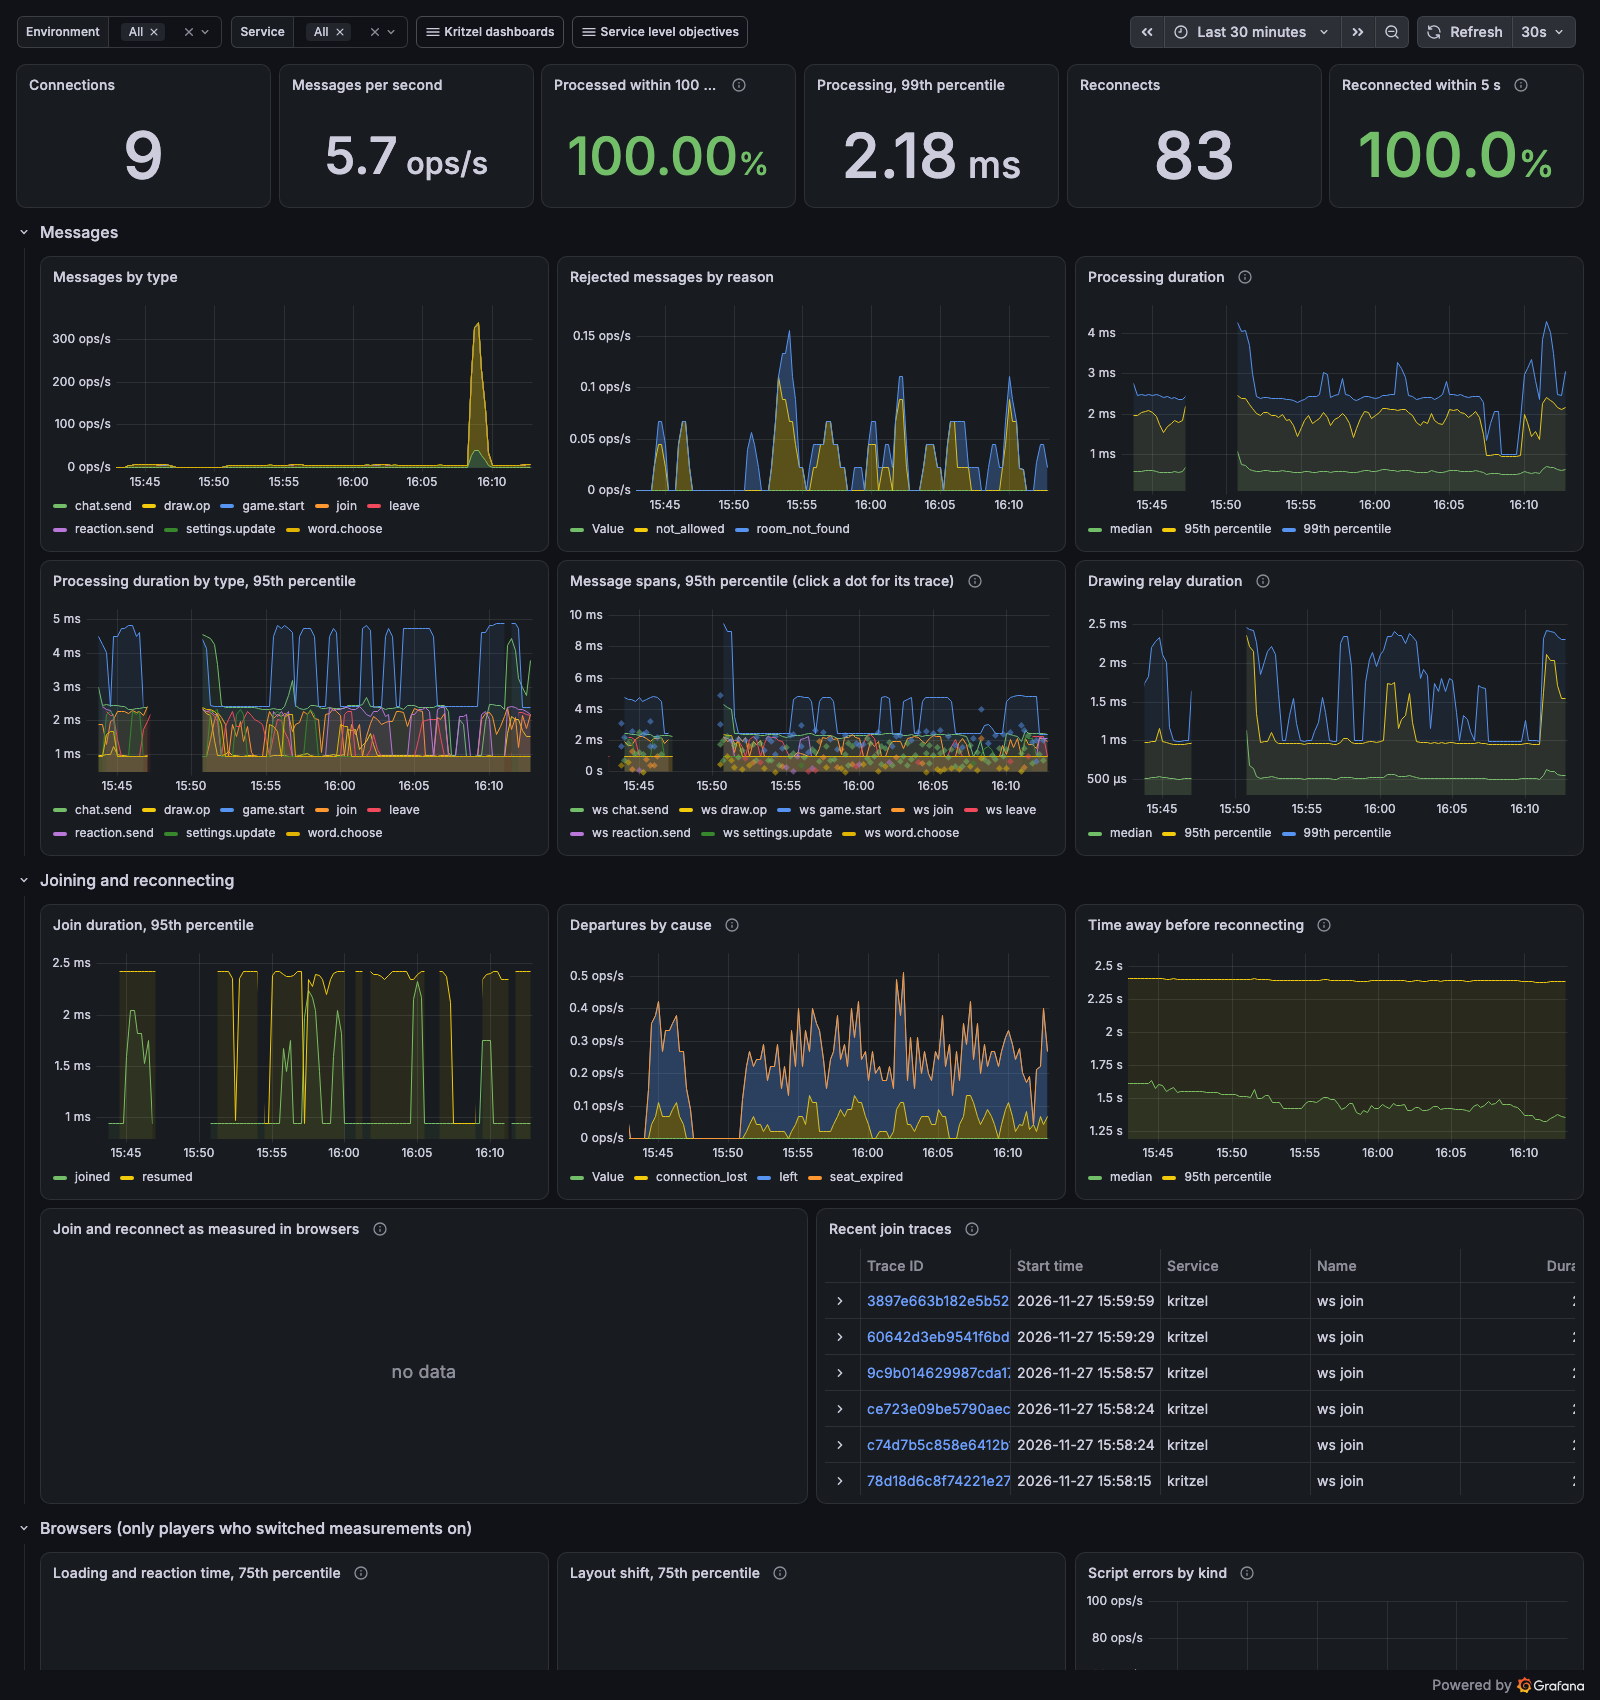 Environment All Service All Kritzel dashboards Service level objectives Last 30 minutes Refresh 30s
Connections
9
Messages per second
5.7 ops/s
Processed within 100 ...
100.00%
Processing, 99th percentile
2.18 ms
Reconnects
83
Reconnected within 5 s
100.0%
Messages
Messages by type
300 ops/s
200 ops/s
100 ops/s
0 ops/s
15:45 15:50 15:55 16:00 16:05 16:10
chat.send draw.op game.start join leave
reaction.send settings.update word.choose
Rejected messages by reason
0.15 ops/s
0.1 ops/s
0.05 ops/s
0 ops/s
15:45 15:50 15:55 16:00 16:05 16:10
Value not_allowed room_not_found
Processing duration
4 ms
3 ms
2 ms
1 ms
15:45 15:50 15:55 16:00 16:05 16:10
median 95th percentile 99th percentile
Processing duration by type, 95th percentile
5 ms
4 ms
3 ms
2 ms
1 ms
15:45 15:50 15:55 16:00 16:05 16:10
chat.send draw.op game.start join leave
reaction.send settings.update word.choose
Message spans, 95th percentile (click a dot for its trace)
10 ms
8 ms
6 ms
4 ms
2 ms
0 s
15:45 15:50 15:55 16:00 16:05 16:10
ws chat.send ws draw.op ws game.start ws join ws leave
ws reaction.send ws settings.update ws word.choose
Drawing relay duration
2.5 ms
2 ms
1.5 ms
1 ms
500 µs
15:45 15:50 15:55 16:00 16:05 16:10
median 95th percentile 99th percentile
Joining and reconnecting
Join duration, 95th percentile
2.5 ms
2 ms
1.5 ms
1 ms
15:45 15:50 15:55 16:00 16:05 16:10
joined resumed
Departures by cause
0.5 ops/s
0.4 ops/s
0.3 ops/s
0.2 ops/s
0.1 ops/s
0 ops/s
15:45 15:50 15:55 16:00 16:05 16:10
Value connection_lost left seat_expired
Time away before reconnecting
2.5 s
2.25 s
2 s
1.75 s
1.5 s
1.25 s
15:45 15:50 15:55 16:00 16:05 16:10
median 95th percentile
Join and reconnect as measured in browsers
no data
Recent join traces
Trace ID Start time Service Name Dura
3897e663b182e5b52 2026-11-27 15:59:59 kritzel ws join
60642d3eb9541f6bd 2026-11-27 15:59:29 kritzel ws join
9c9b014629987cda1 2026-11-27 15:58:57 kritzel ws join
ce723e09be5790aec 2026-11-27 15:58:24 kritzel ws join
c74d7b5c858e6412b 2026-11-27 15:58:24 kritzel ws join
78d18d6c8f74221e27 2026-11-27 15:58:15 kritzel ws join
Browsers (only players who switched measurements on)
Loading and reaction time, 75th percentile
Layout shift, 75th percentile
Script errors by kind
100 ops/s
80 ops/s
Powered by Grafana